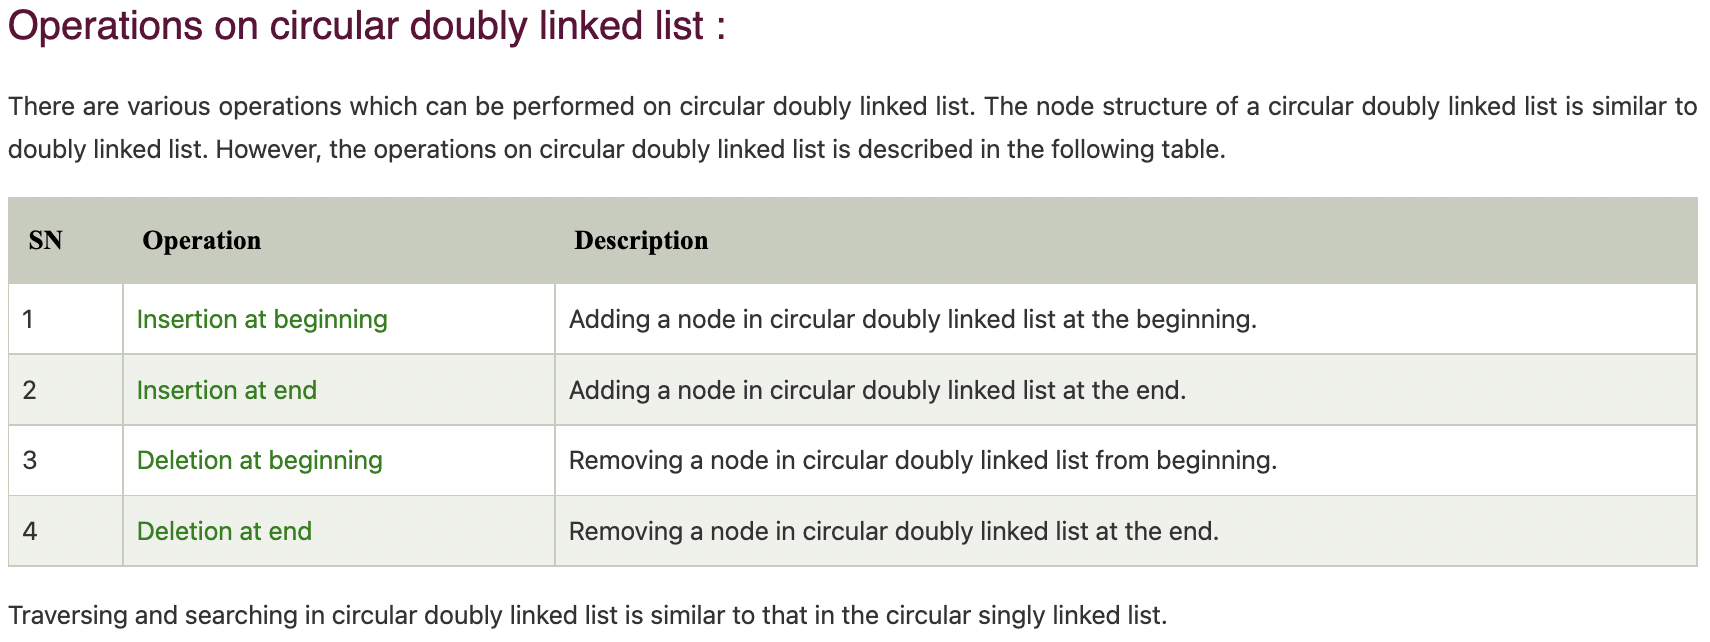 Operations on circular doubly linked list :
There are various operations which can be performed on circular doubly linked list. The node structure of a circular doubly linked list is similar to
doubly linked list. However, the operations on circular doubly linked list is described in the following table.
SN Operation Description
1 Insertion at beginning Adding a node in circular doubly linked list at the beginning.
2 Insertion at end Adding a node in circular doubly linked list at the end.
3 Deletion at beginning Removing a node in circular doubly linked list from beginning.
4 Deletion at end Removing a node in circular doubly linked list at the end.
Traversing and searching in circular doubly linked list is similar to that in the circular singly linked list.